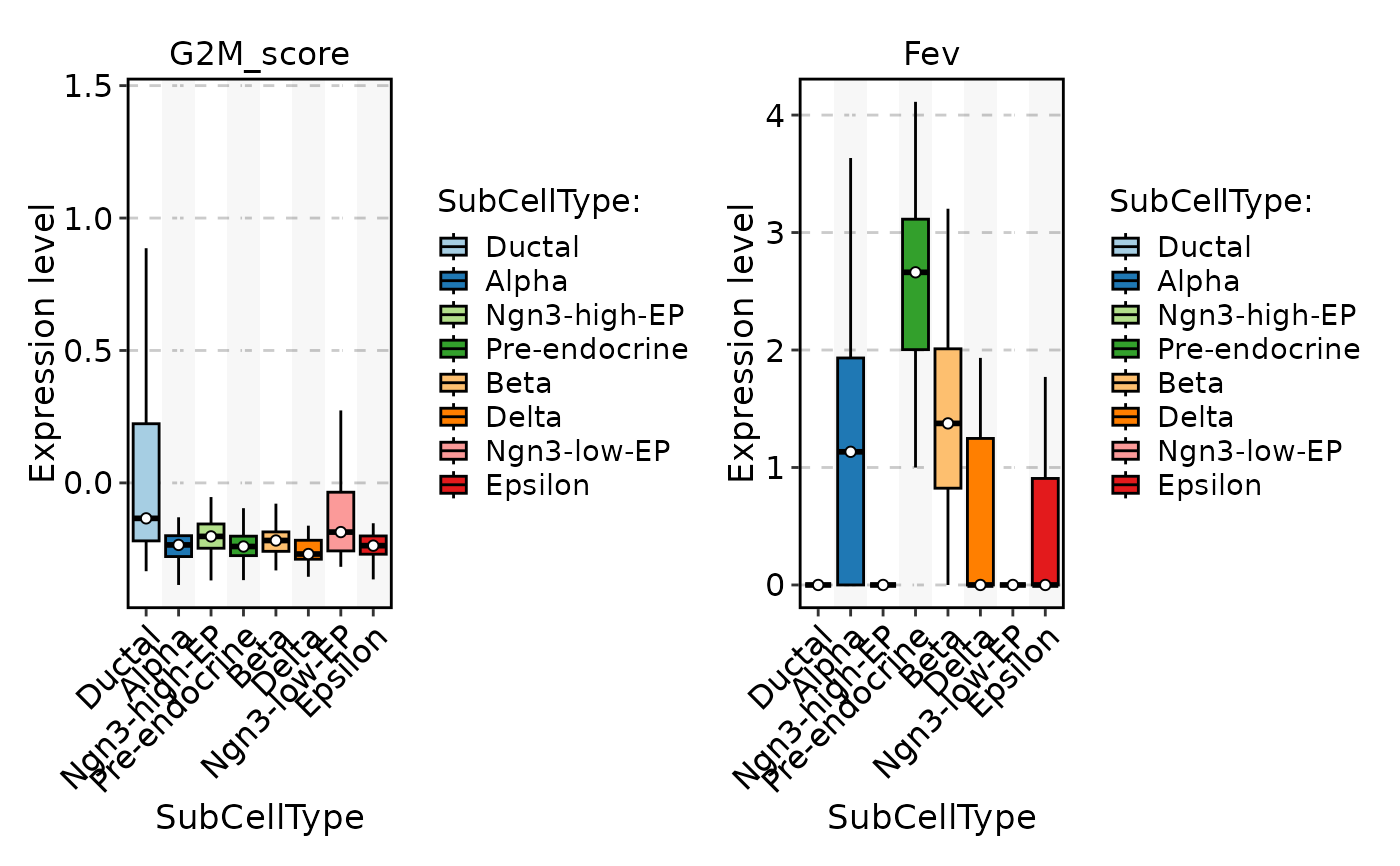 G2M_score
Expression level
1.5
1.0
0.5
0.0
Ductal
Alpha
Ngn3-high-EP
Pre-endocrine
Beta
Delta
Ngn3-low-EP
Epsilon
SubCellType
SubCellType:
Ductal
Alpha
Ngn3-high-EP
Pre-endocrine
Beta
Delta
Ngn3-low-EP
Epsilon
Fev
Expression level
4
3
2
1
0
Ductal
Alpha
Ngn3-high-EP
Pre-endocrine
Beta
Delta
Ngn3-low-EP
Epsilon
SubCellType
SubCellType:
Ductal
Alpha
Ngn3-high-EP
Pre-endocrine
Beta
Delta
Ngn3-low-EP
Epsilon